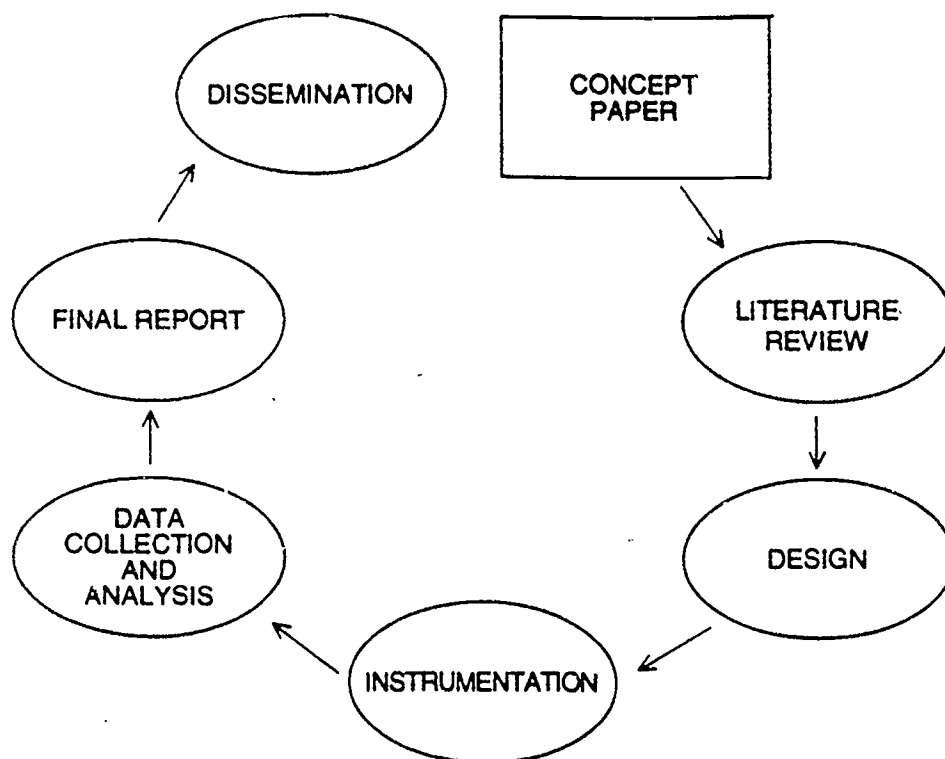 DISSEMINATION
CONCEPT
PAPER
LITERATURE
REVIEW
DESIGN
INSTRUMENTATION
DATA
COLLECTION
AND
ANALYSIS
FINAL REPORT